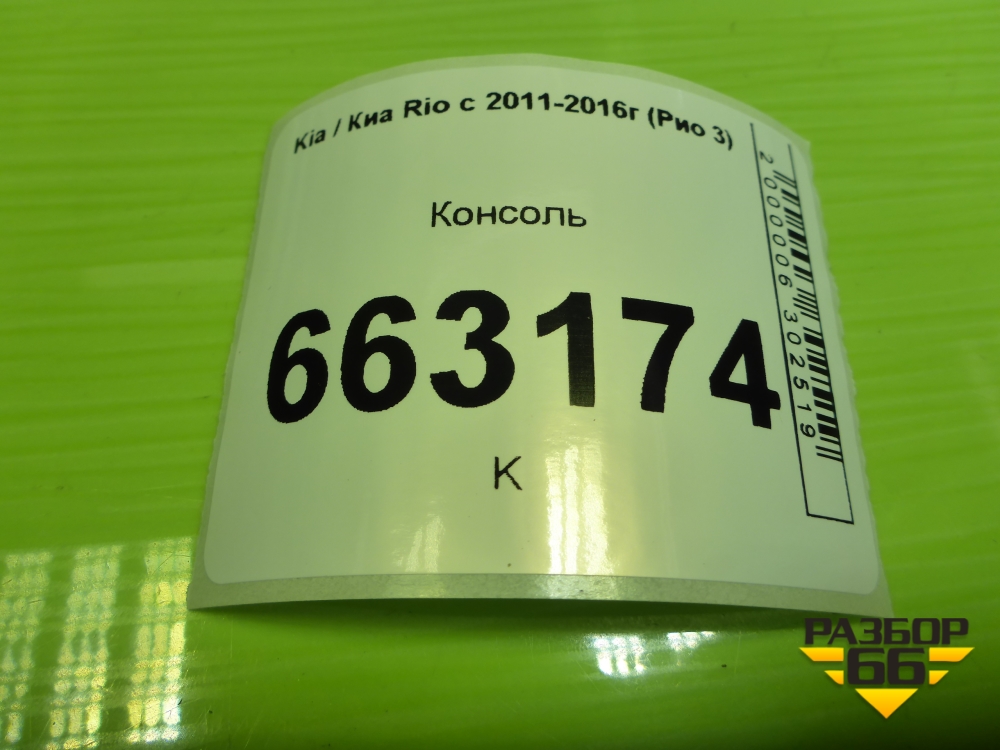 Kia / Киа Rio с 2011-2016г (Рио 3)
Консоль
663174
К
2000006302519
РАЗБОР
66